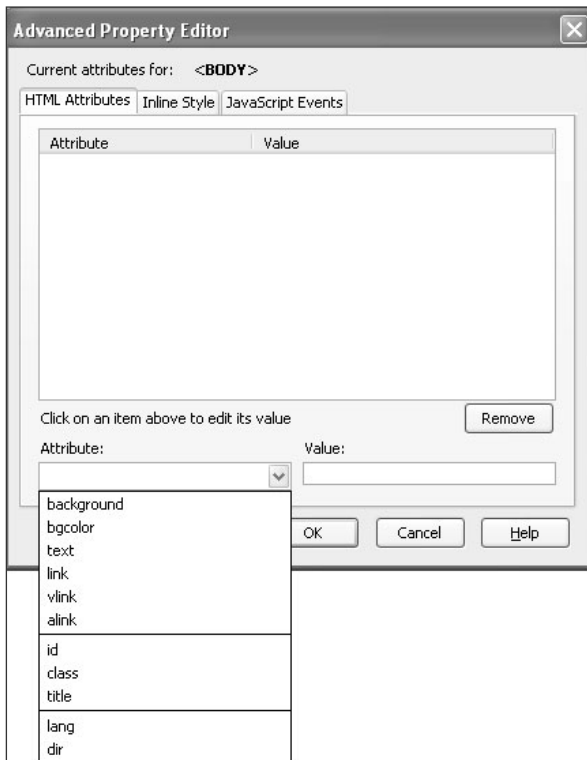 Advanced Property Editor
Current attributes for: <BODY>
HTML Attributes Inline Style JavaScript Events
Attribute Value
Click on an item above to edit its value Remove
Attribute: Value:
background
bgcolor
OK Cancel Help
text
link
vlink
alink
id
class
title
lang
dir